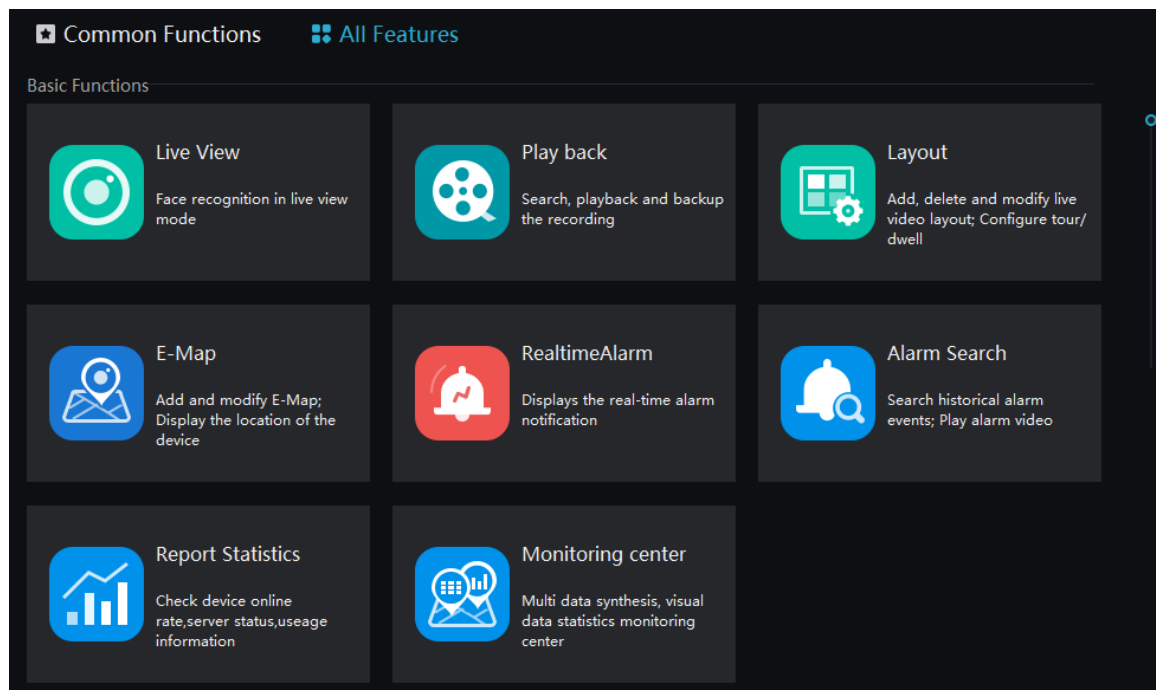 Common Functions
All Features
Basic Functions
Live View
Face recognition in live view
mode
Play back
Search, playback and backup
the recording
Layout
Add, delete and modify live
video layout; Configure tour/
dwell
E-Map
Add and modify E-Map;
Display the location of the
device
RealtimeAlarm
Displays the real-time alarm
notification
Alarm Search
Search historical alarm
events; Play alarm video
Report Statistics
Check device online
rate,server status,useage
information
Monitoring center
Multi data synthesis, visual
data statistics monitoring
center